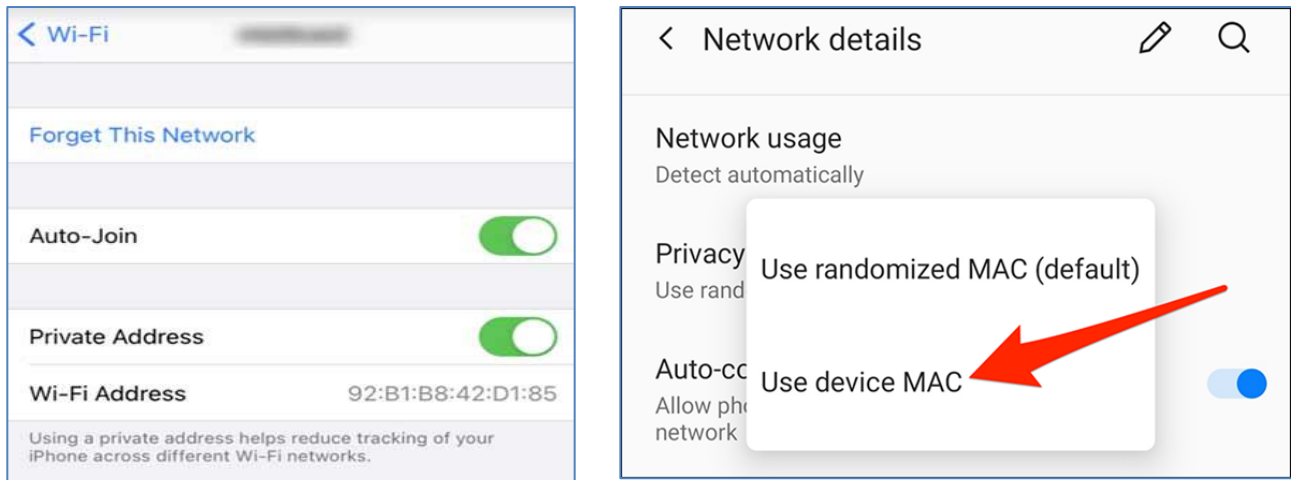 Wi-Fi
Forget This Network
Auto-Join
Private Address
Wi-Fi Address 92:B1:B8:42:D1:85
Using a private address helps reduce tracking of your
iPhone across different Wi-Fi networks.
Network details
Network usage
Detect automatically
Privacy
Use rand
Use randomized MAC (default)
Use device MAC
Auto-co
Allow pho
network